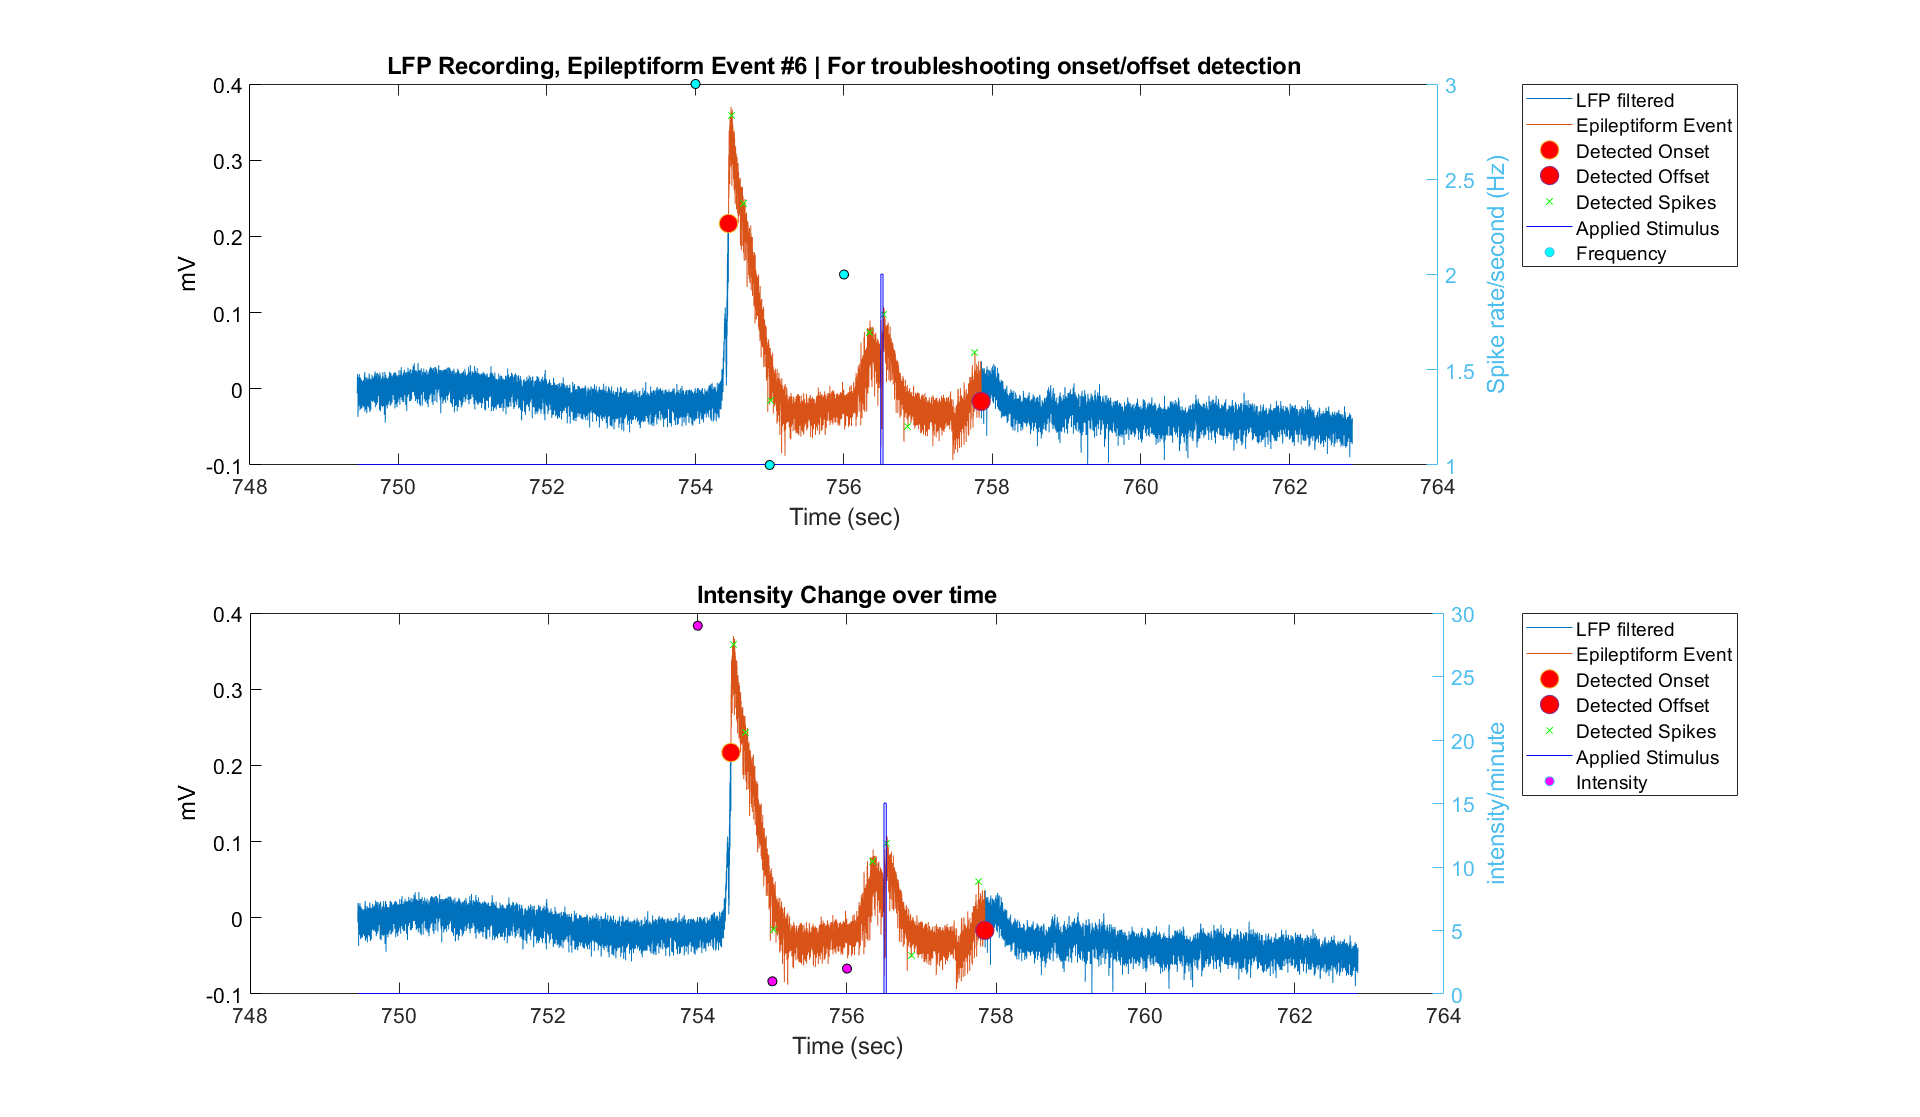 LFP Recording, Epileptiform Event #6 | For troubleshooting onset/offset detection
0.4
0.3
0.2
0.1
0
-0.1
mV
748 750 752 754 756 758 760 762 764
Time (sec)
3
2.5
2
1.5
1
Spike rate/second (Hz)
LFP filtered
Epileptiform Event
Detected Onset
Detected Offset
Detected Spikes
Applied Stimulus
Frequency
Intensity Change over time
0.4
0.3
0.2
0.1
0
-0.1
mV
748 750 752 754 756 758 760 762 764
Time (sec)
30
25
20
15
10
5
0
intensity/minute
LFP filtered
Epileptiform Event
Detected Onset
Detected Offset
Detected Spikes
Applied Stimulus
Intensity